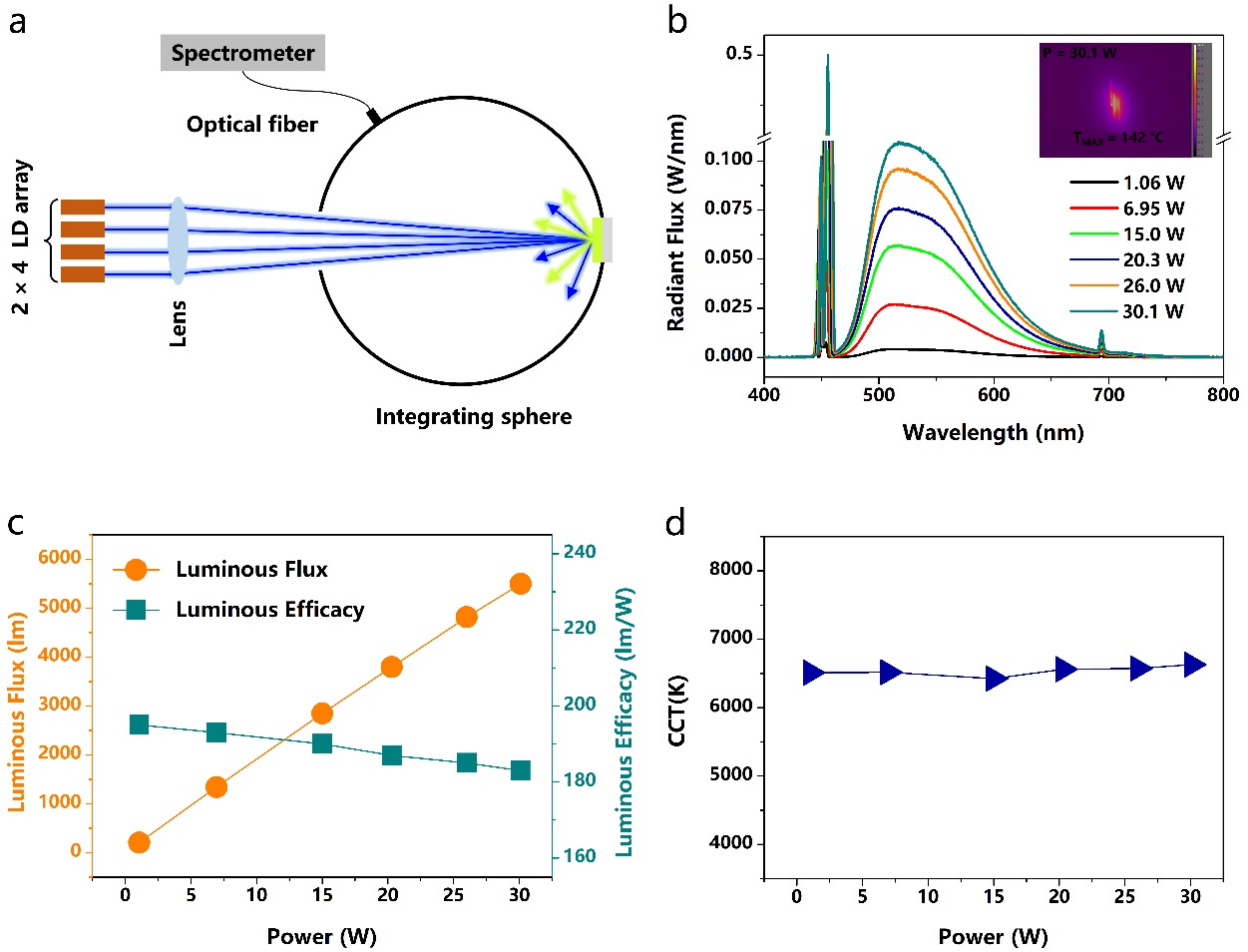 a
Spectrometer
Optical fiber
2 × 4 LD array
Lens
Integrating sphere
b
Radiant Flux (W/nm)
0.5
0.100
0.075
0.050
0.025
0.000
P = 30.1 W
T_MAX = 142 °C
1.06 W
6.95 W
15.0 W
20.3 W
26.0 W
30.1 W
400 500 600 700 800
Wavelength (nm)
c
Luminous Flux (lm)
6000
5000
4000
3000
2000
1000
0
Luminous Flux
Luminous Efficacy
240
220
200
180
160
Luminous Efficacy (lm/W)
0 5 10 15 20 25 30
Power (W)
d
CCT(K)
8000
7000
6000
5000
4000
0 5 10 15 20 25 30
Power (W)